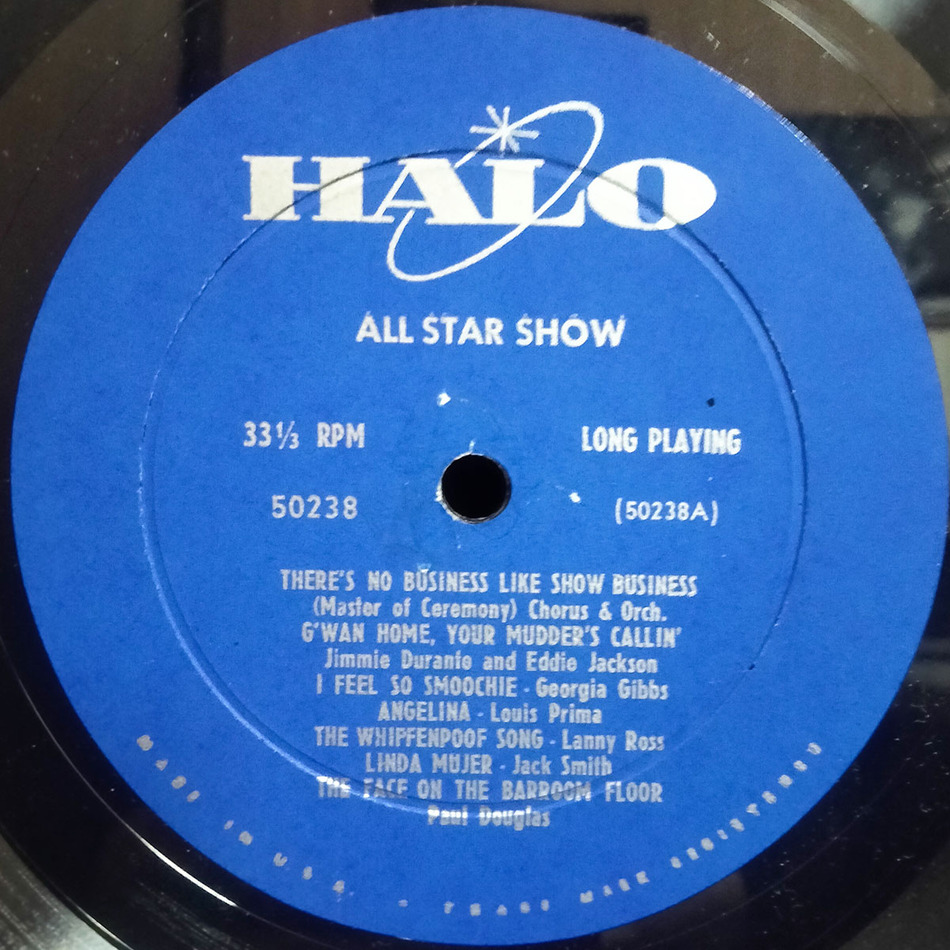 HALO
ALL STAR SHOW
33⅓ RPM
LONG PLAYING
50238
(50238A)
THERE'S NO BUSINESS LIKE SHOW BUSINESS
(Master of Ceremony) Chorus & Orch.
G'WAN HOME, YOUR MUDDER'S CALLIN'
Jimmie Durante and Eddie Jackson
I FEEL SO SMOOCHIE - Georgia Gibbs
ANGELINA - Louis Prima
THE WHIPFENPOOF SONG - Lanny Ross
LINDA MUJER - Jack Smith
THE FACE ON THE BARROOM FLOOR
Paul Douglas
MADE IN U.S.A. - TRADE MARK REGISTERED